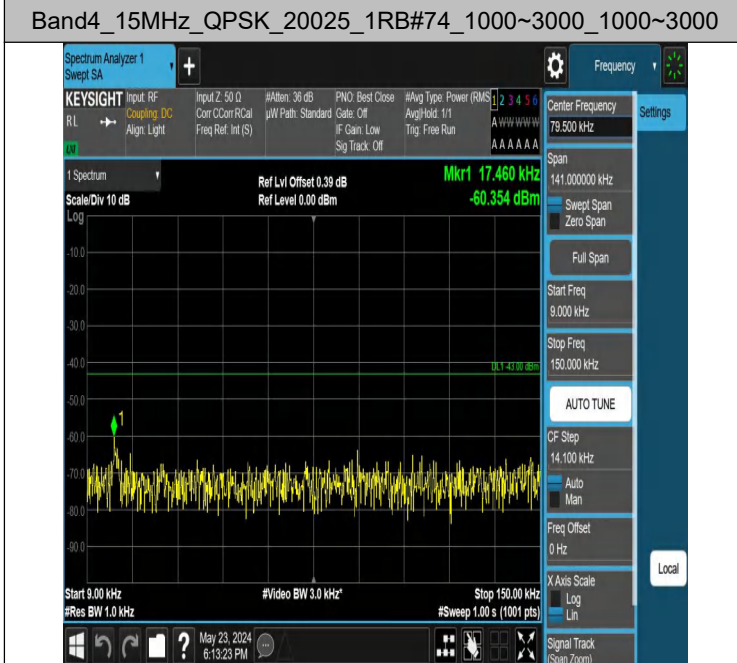 Band4_15MHz_QPSK_20025_1RB#74_1000~3000_1000~3000
Spectrum Analyzer 1
Swept SA
+
Frequency
KEYSIGHT
RL
Input: RF
Coupling: DC
Align: Light
Input Z: 50 Ω
Corr CCorr RCal
Freq Ref: Int (S)
#Atten: 36 dB
µW Path: Standard
PNO: Best Close
Gate: Off
IF Gain: Low
Sig Track: Off
#Avg Type: Power (RMS
Avg|Hold: 1/1
Trig: Free Run
1 2 3 4 5 6
A W W W W W
A A A A A A
1 Spectrum
Scale/Div 10 dB
Log
Ref Lvl Offset 0.39 dB
Ref Level 0.00 dBm
Mkr1 17.460 kHz
-60.354 dBm
-10.0
-20.0
-30.0
-40.0
-50.0
-60.0
-70.0
-80.0
-90.0
DL1 -43.00 dBm
1
Start 9.00 kHz
#Res BW 1.0 kHz
#Video BW 3.0 kHz*
Stop 150.00 kHz
#Sweep 1.00 s (1001 pts)
Center Frequency
79.500 kHz
Settings
Span
141.000000 kHz
Swept Span
Zero Span
Full Span
Start Freq
9.000 kHz
Stop Freq
150.000 kHz
AUTO TUNE
CF Step
14.100 kHz
Auto
Man
Freq Offset
0 Hz
X Axis Scale
Log
Lin
Local
Signal Track
(Span Zoom)
?
May 23, 2024
6:13:23 PM